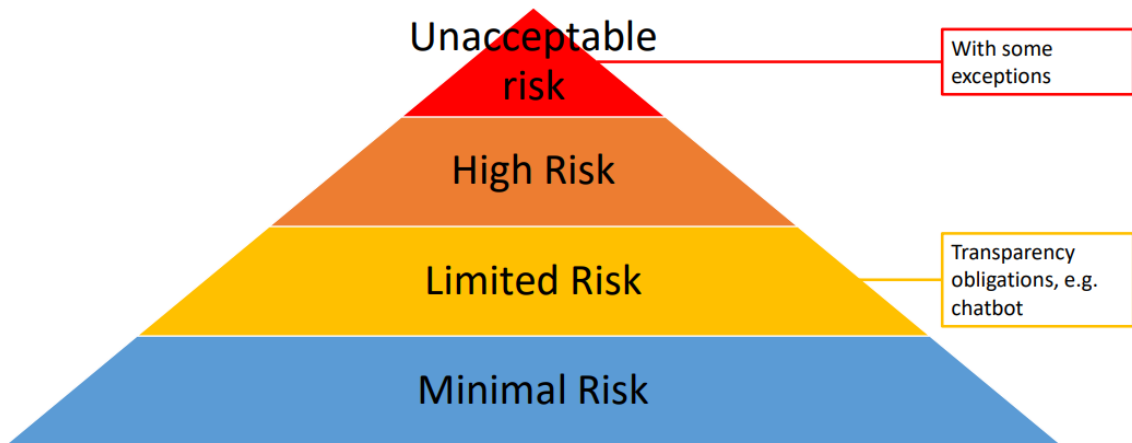 Unacceptable
risk
With some
exceptions
High Risk
Limited Risk
Transparency
obligations, e.g.
chatbot
Minimal Risk